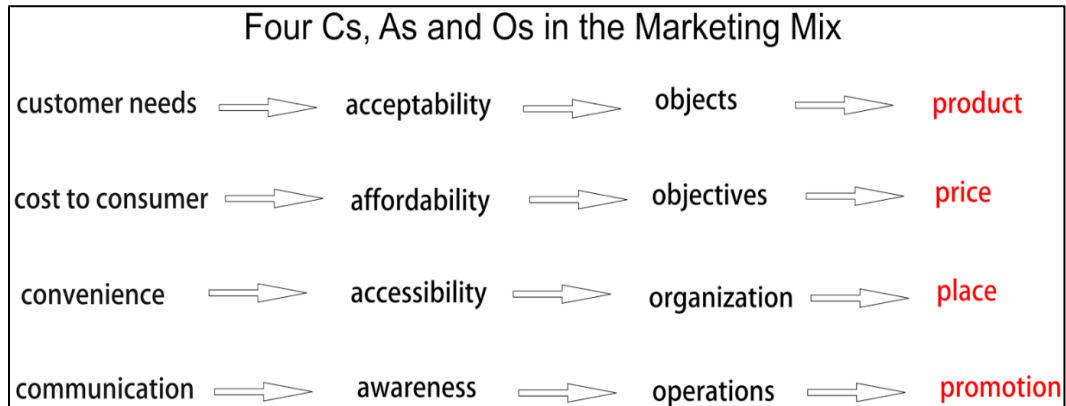 Four Cs, As and Os in the Marketing Mix
customer needs acceptability objects product
cost to consumer affordability objectives price
convenience accessibility organization place
communication awareness operations promotion